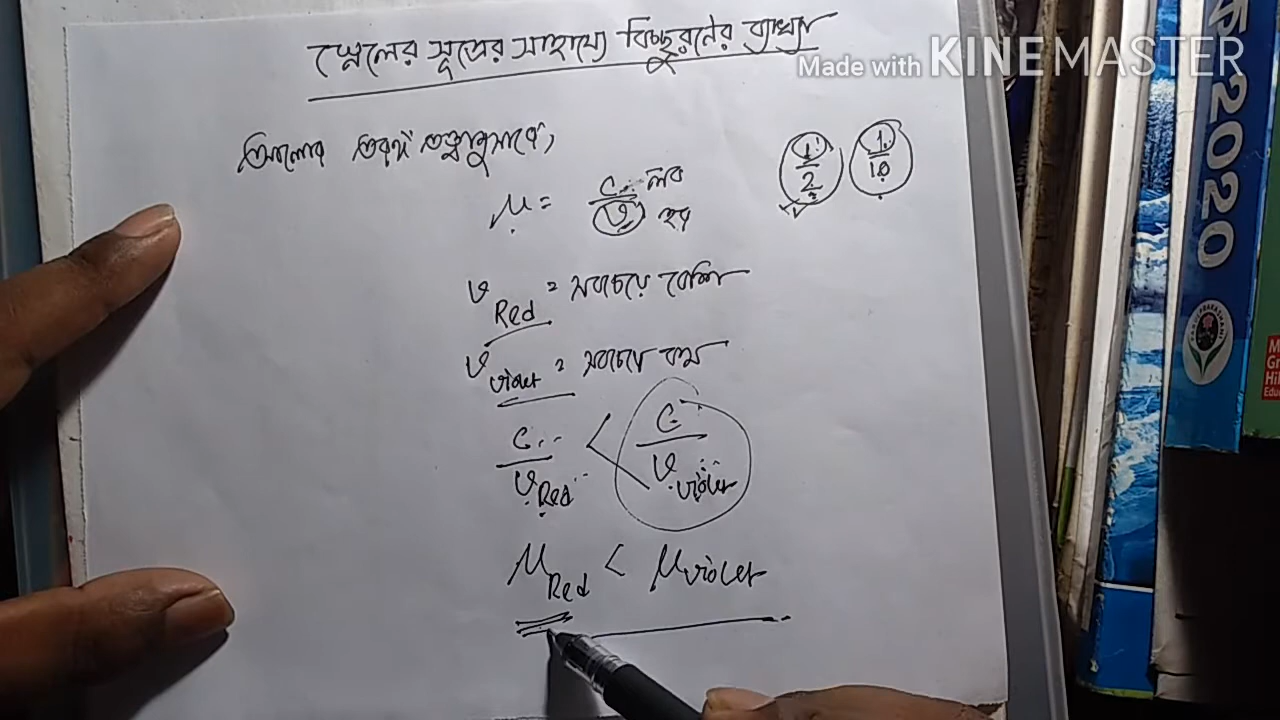 স্নেলের সূত্রের সাহায্যে বিচ্ছুরণের ব্যাখ্যা
Made with KINEMASTER
আলোর তরঙ্গ তত্ত্বানুসারে,
μ = c/v লব হর
1/2 1/10
v Red = সবচেয়ে বেশি
v violet = সবচেয়ে কম
c/v Red < c/v violet
μ Red < μ violet
2020